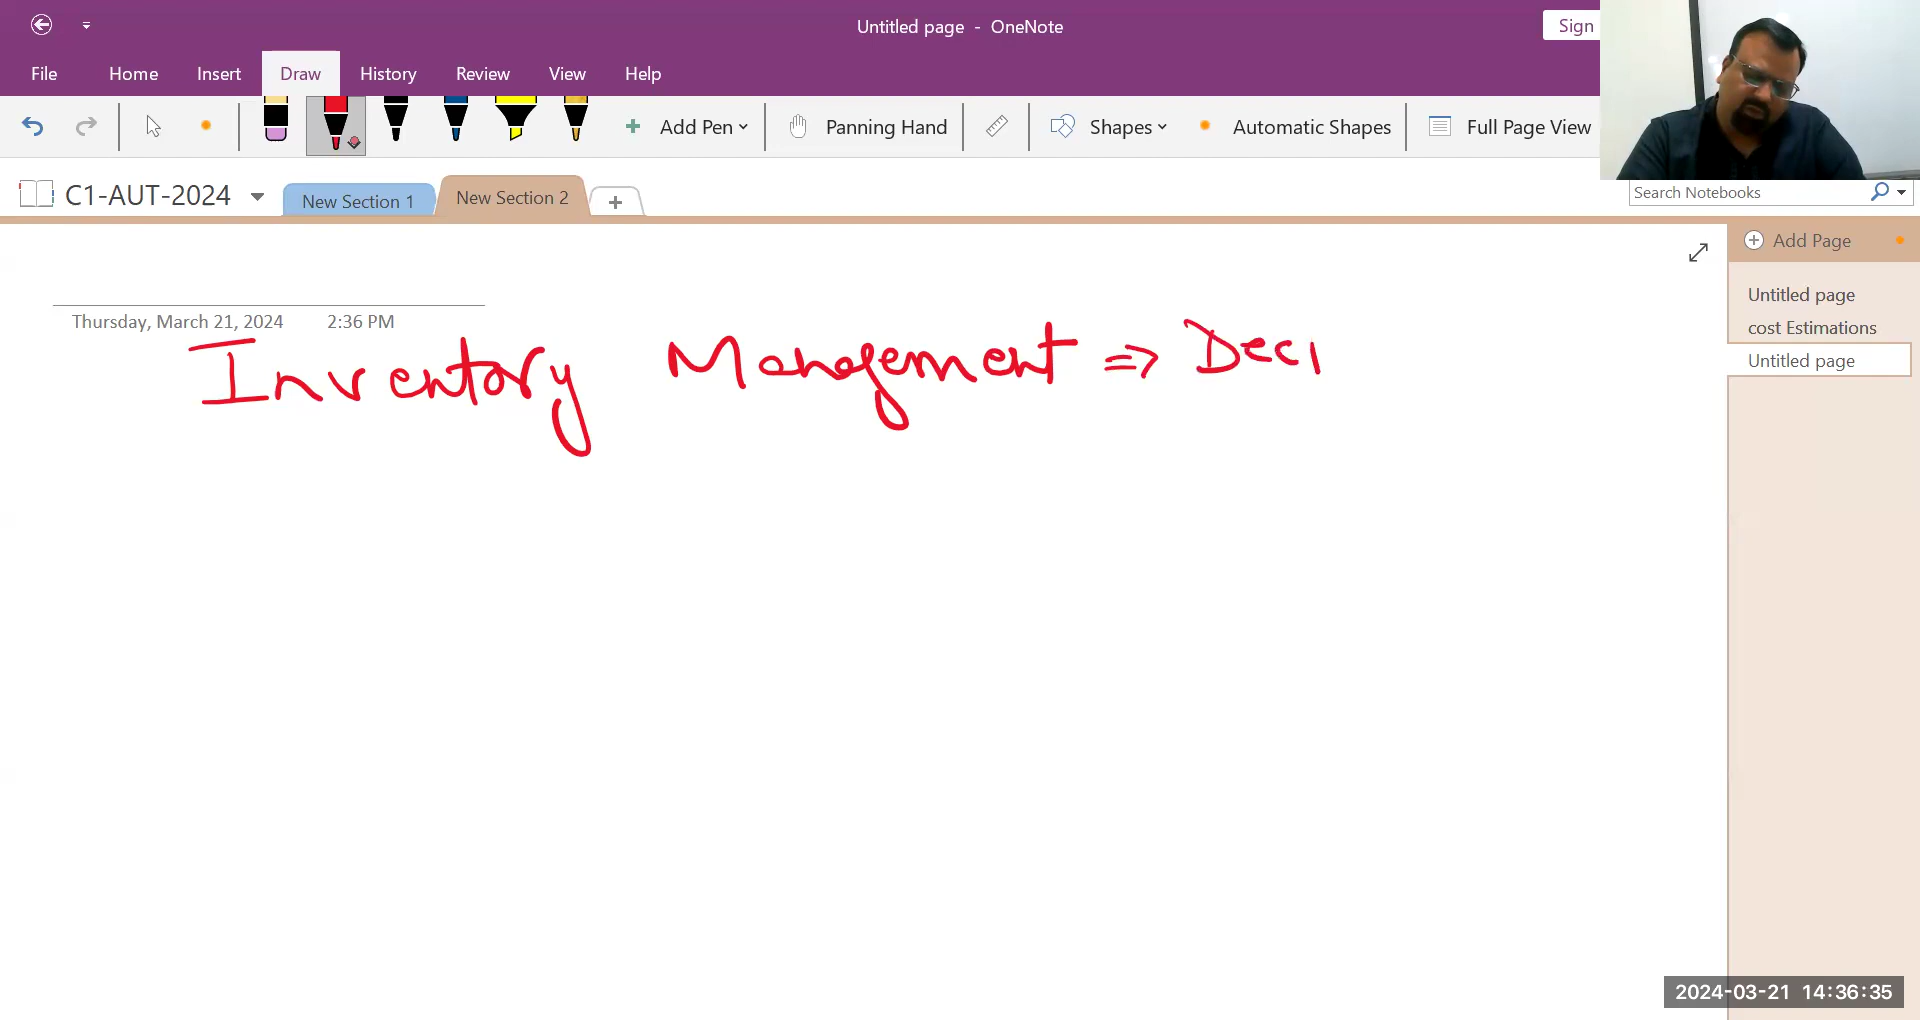 Untitled page - OneNote
Sign
File Home Insert Draw History Review View Help
Add Pen Panning Hand Shapes Automatic Shapes Full Page View
C1-AUT-2024 New Section 1 New Section 2
Search Notebooks
Add Page
Untitled page
cost Estimations
Untitled page
Thursday, March 21, 2024 2:36 PM
Inventory Management ⇒ Deci
2024-03-21 14:36:35